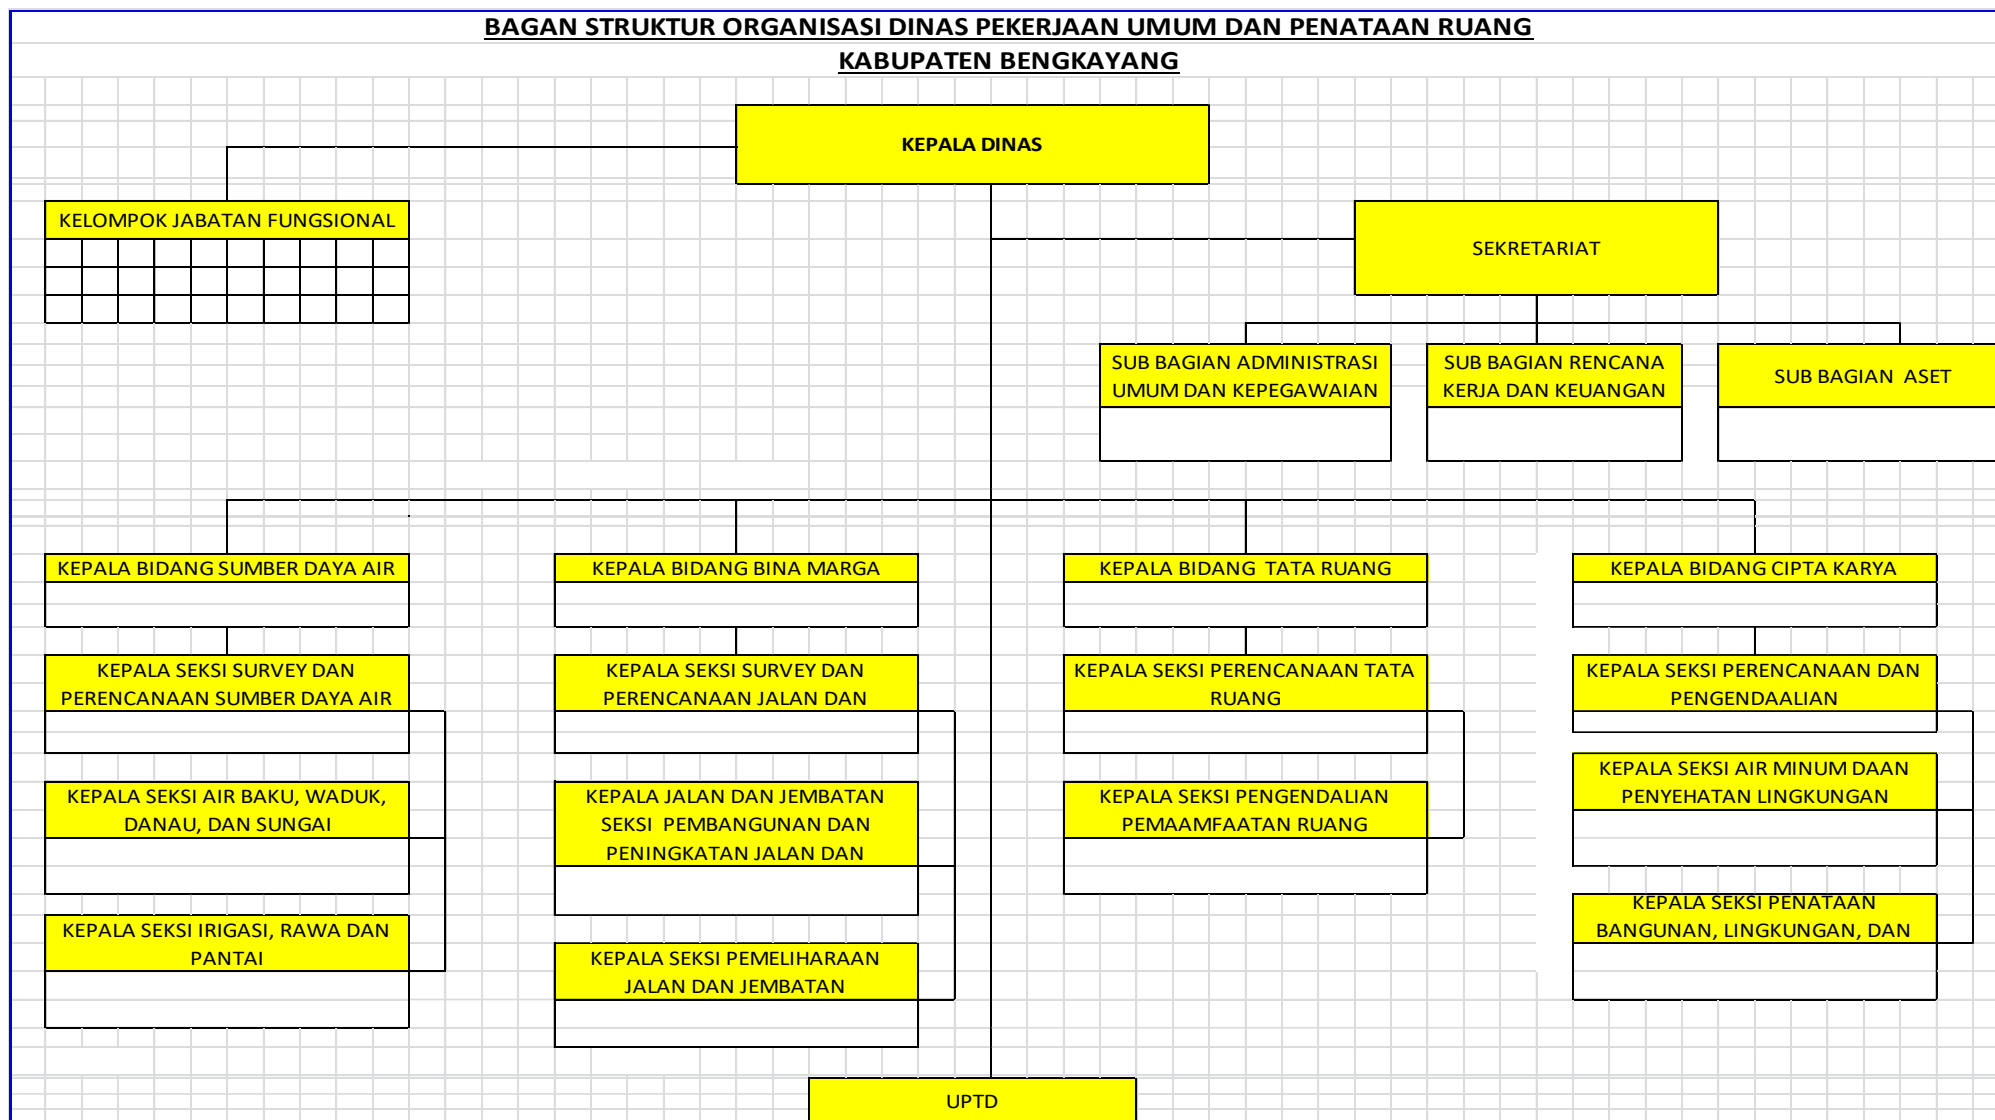 BAGAN STRUKTUR ORGANISASI DINAS PEKERJAAN UMUM DAN PENATAAN RUANG
KABUPATEN BENGKAYANG
KEPALA DINAS
KELOMPOK JABATAN FUNGSIONAL
SEKRETARIAT
SUB BAGIAN ADMINISTRASI
UMUM DAN KEPEGAWAIAN
SUB BAGIAN RENCANA
KERJA DAN KEUANGAN
SUB BAGIAN ASET
KEPALA BIDANG SUMBER DAYA AIR
KEPALA BIDANG BINA MARGA
KEPALA BIDANG TATA RUANG
KEPALA BIDANG CIPTA KARYA
KEPALA SEKSI SURVEY DAN
PERENCANAAN SUMBER DAYA AIR
KEPALA SEKSI SURVEY DAN
PERENCANAAN JALAN DAN
KEPALA SEKSI PERENCANAAN TATA
RUANG
KEPALA SEKSI PERENCANAAN DAN
PENGENDAALIAN
KEPALA SEKSI AIR BAKU, WADUK,
DANAU, DAN SUNGAI
KEPALA JALAN DAN JEMBATAN
SEKSI PEMBANGUNAN DAN
PENINGKATAN JALAN DAN
KEPALA SEKSI PENGENDALIAN
PEMAAMFAATAN RUANG
KEPALA SEKSI AIR MINUM DAAN
PENYEHATAN LINGKUNGAN
KEPALA SEKSI IRIGASI, RAWA DAN
PANTAI
KEPALA SEKSI PEMELIHARAAN
JALAN DAN JEMBATAN
KEPALA SEKSI PENATAAN
BANGUNAN, LINGKUNGAN, DAN
UPTD